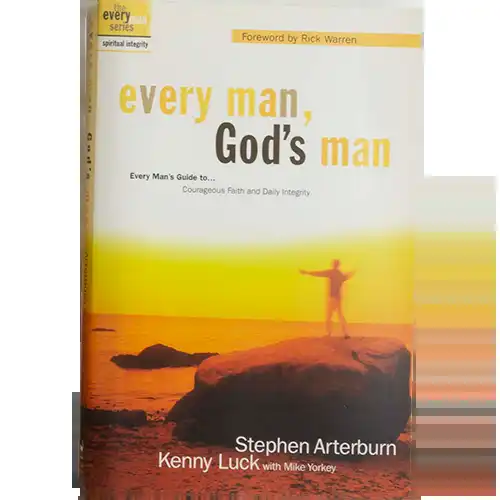 the
every man
series
spiritual integrity
Foreword by Rick Warren
every man,
God's man
Every Man's Guide to...
Courageous Faith and Daily Integrity
Stephen Arterburn
Kenny Luck with Mike Yorkey